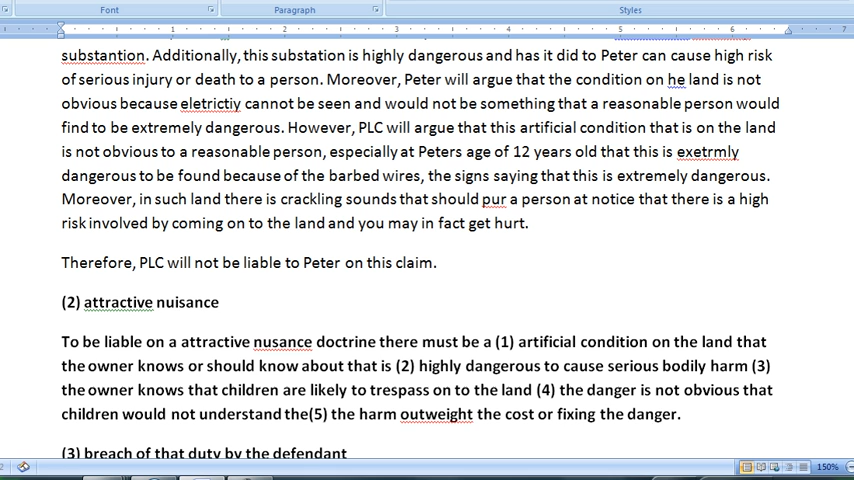 Font Paragraph Styles
1 2 3 4 5 6 7
substantion. Additionally, this substation is highly dangerous and has it did to Peter can cause high risk
of serious injury or death to a person. Moreover, Peter will argue that the condition on he land is not
obvious because eletrictiy cannot be seen and would not be something that a reasonable person would
find to be extremely dangerous. However, PLC will argue that this artificial condition that is on the land
is not obvious to a reasonable person, especially at Peters age of 12 years old that this is exetrmly
dangerous to be found because of the barbed wires, the signs saying that this is extremely dangerous.
Moreover, in such land there is crackling sounds that should pur a person at notice that there is a high
risk involved by coming on to the land and you may in fact get hurt.
Therefore, PLC will not be liable to Peter on this claim.
(2) attractive nuisance
To be liable on a attractive nusance doctrine there must be a (1) artificial condition on the land that
the owner knows or should know about that is (2) highly dangerous to cause serious bodily harm (3)
the owner knows that children are likely to trespass on to the land (4) the danger is not obvious that
children would not understand the(5) the harm outweight the cost or fixing the danger.
(3) breach of that duty by the defendant
150%